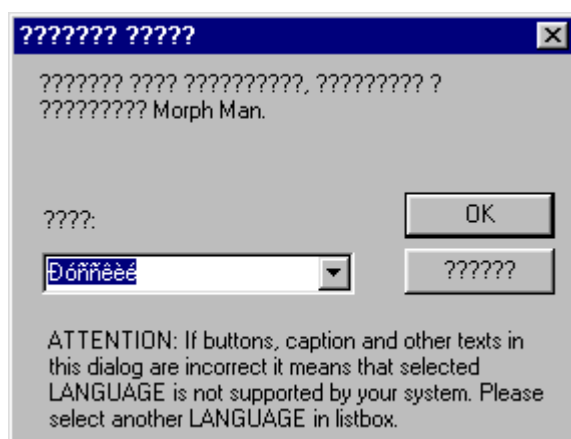 ??????? ?????
??????? ???? ??????????, ????????? ?
????????? Morph Man.
OK
????:
Ðóññêèé
??????
ATTENTION: If buttons, caption and other texts in
this dialog are incorrect it means that selected
LANGUAGE is not supported by your system. Please
select another LANGUAGE in listbox.